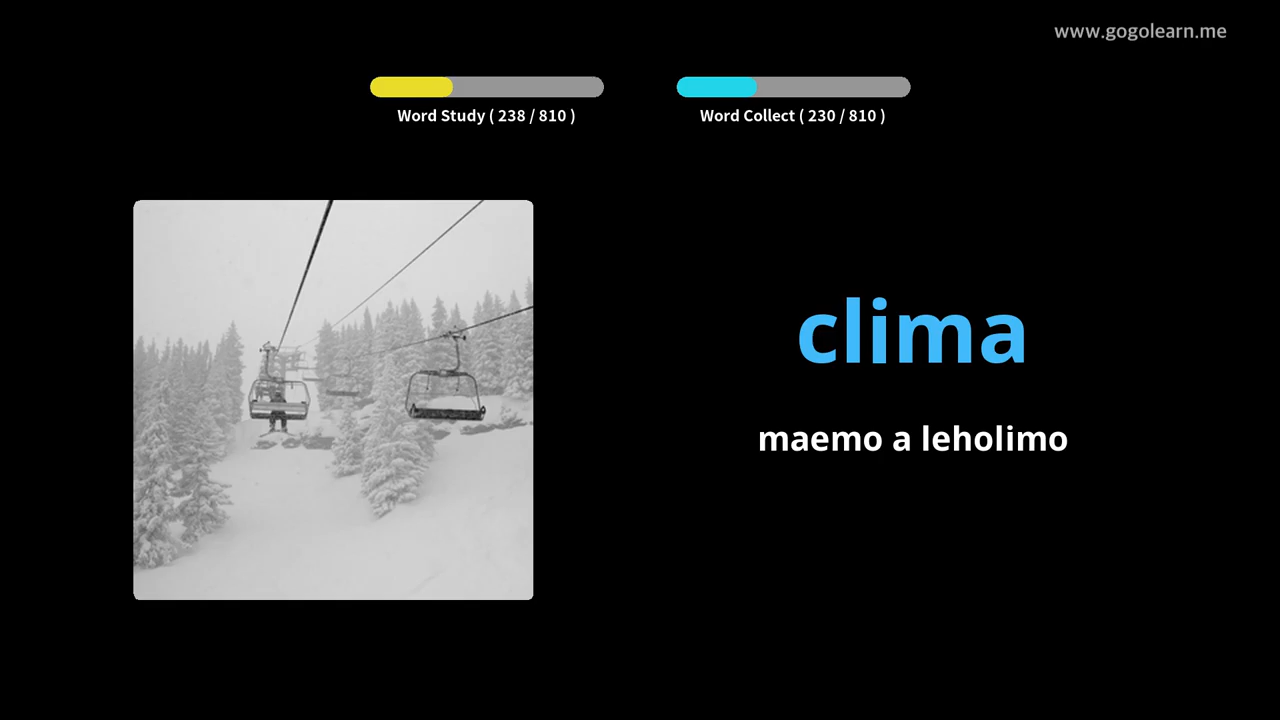 www.gogolearn.me
Word Study ( 238 / 810 )
Word Collect ( 230 / 810 )
clima
maemo a leholimo